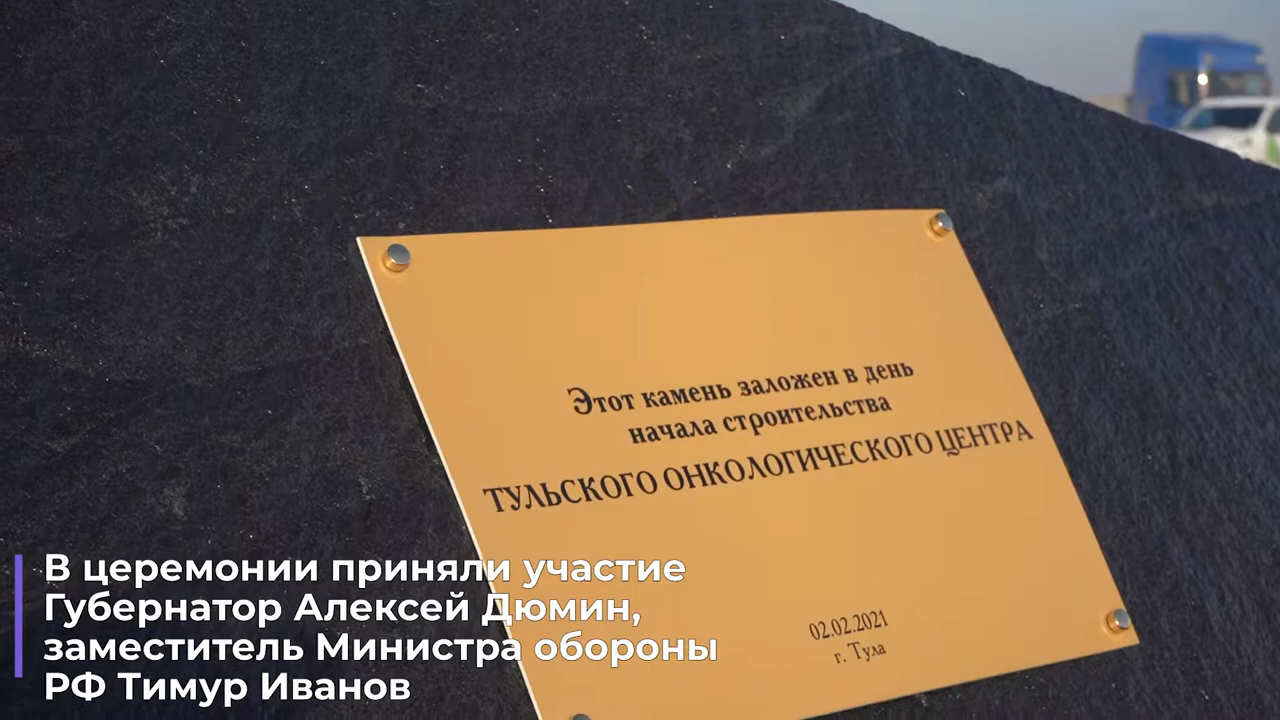 Этот камень заложен в день
начала строительства
ТУЛЬСКОГО ОНКОЛОГИЧЕСКОГО ЦЕНТРА
02.02.2021
г. Тула
В церемонии приняли участие
Губернатор Алексей Дюмин,
заместитель Министра обороны
РФ Тимур Иванов